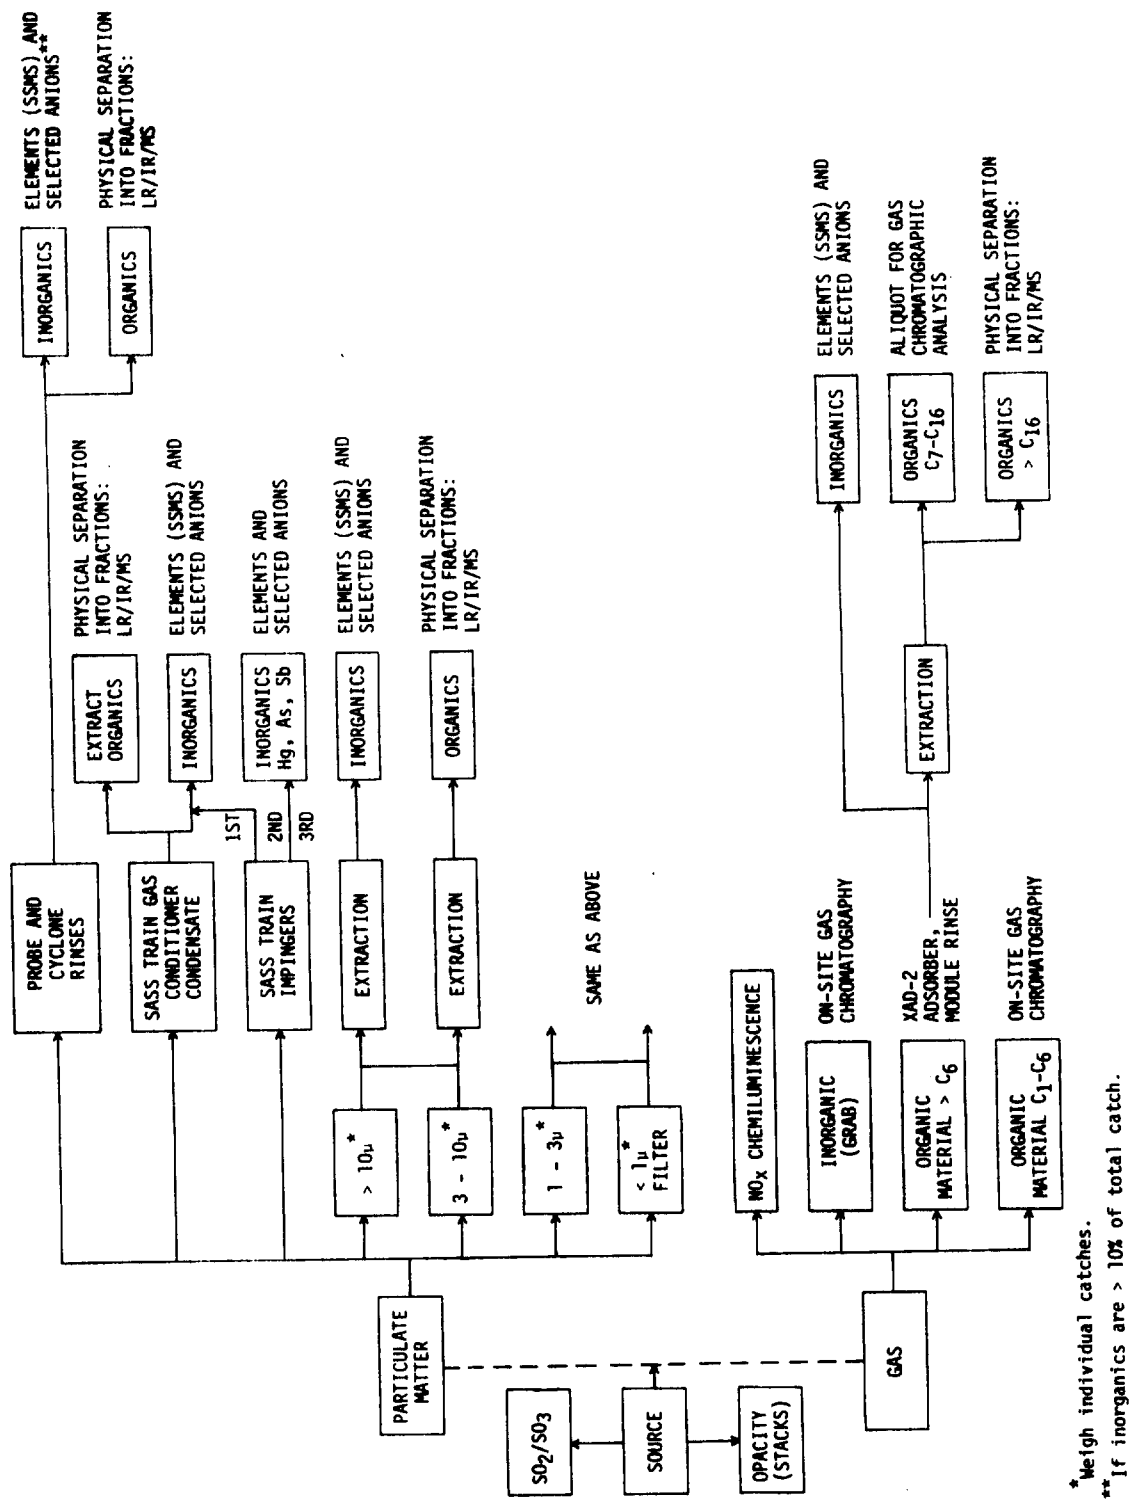 SO2/SO3
SOURCE
OPACITY
(STACKS)
PARTICULATE
MATTER
GAS
PROBE AND
CYCLONE
RINSES
INORGANICS
ELEMENTS (SSMS) AND
SELECTED ANIONS**
ORGANICS
PHYSICAL SEPARATION
INTO FRACTIONS:
LR/IR/MS
SASS TRAIN GAS
CONDITIONER
CONDENSATE
EXTRACT
ORGANICS
PHYSICAL SEPARATION
INTO FRACTIONS:
LR/IR/MS
INORGANICS
ELEMENTS (SSMS) AND
SELECTED ANIONS
SASS TRAIN
IMPINGERS
1ST
2ND
3RD
INORGANICS
Hg, As, Sb
ELEMENTS AND
SELECTED ANIONS
> 10μ*
EXTRACTION
INORGANICS
ELEMENTS (SSMS) AND
SELECTED ANIONS
3 - 10μ*
EXTRACTION
ORGANICS
PHYSICAL SEPARATION
INTO FRACTIONS:
LR/IR/MS
1 - 3μ*
< 1μ*
FILTER
SAME AS ABOVE
NOx CHEMILUMINESCENCE
INORGANIC
(GRAB)
ON-SITE GAS
CHROMATOGRAPHY
ORGANIC
MATERIAL > C6
XAD-2
ADSORBER,
MODULE RINSE
EXTRACTION
INORGANICS
ELEMENTS (SSMS) AND
SELECTED ANIONS
ORGANICS
C7-C16
ALIQUOT FOR GAS
CHROMATOGRAPHIC
ANALYSIS
ORGANICS
> C16
PHYSICAL SEPARATION
INTO FRACTIONS:
LR/IR/MS
ORGANIC
MATERIAL C1-C6
ON-SITE GAS
CHROMATOGRAPHY
*Weigh individual catches.
**If inorganics are > 10% of total catch.